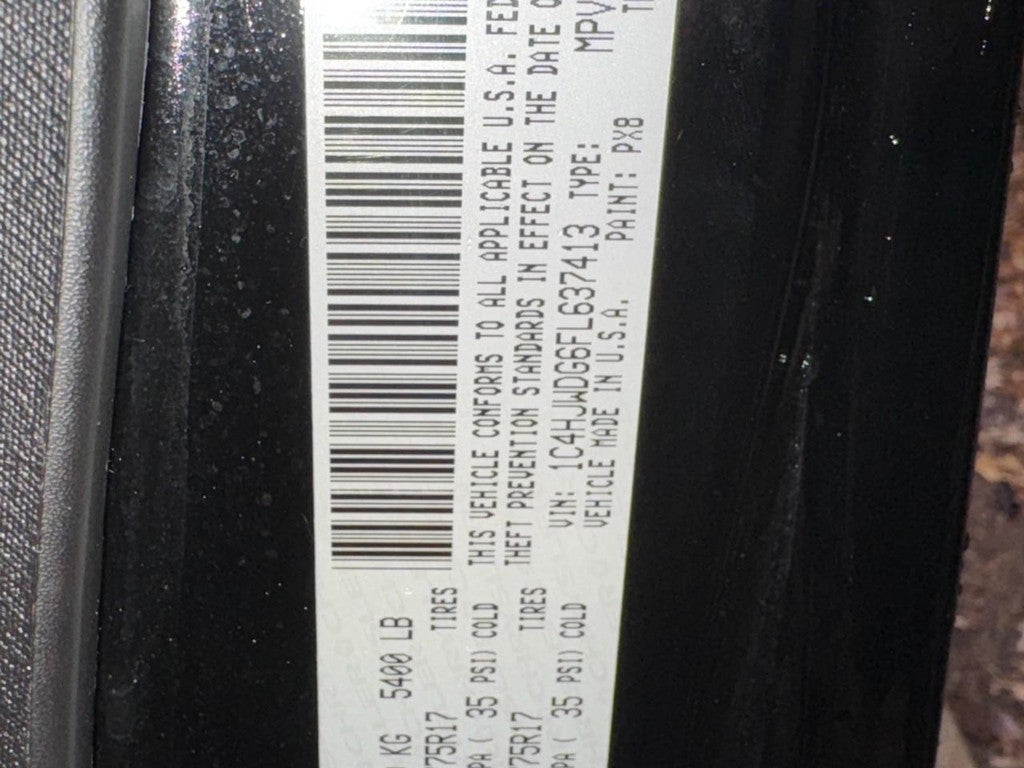 5400 LB
KG
75R17 TIRES
PA ( 35 PSI) COLD
75R17 TIRES
PA ( 35 PSI) COLD
THIS VEHICLE CONFORMS TO ALL APPLICABLE U.S.A. FED
THEFT PREVENTION STANDARDS IN EFFECT ON THE DATE O
VIN: 1C4HJWDG6FL637413 TYPE: MPV
VEHICLE MADE IN U.S.A. PAINT: PX8